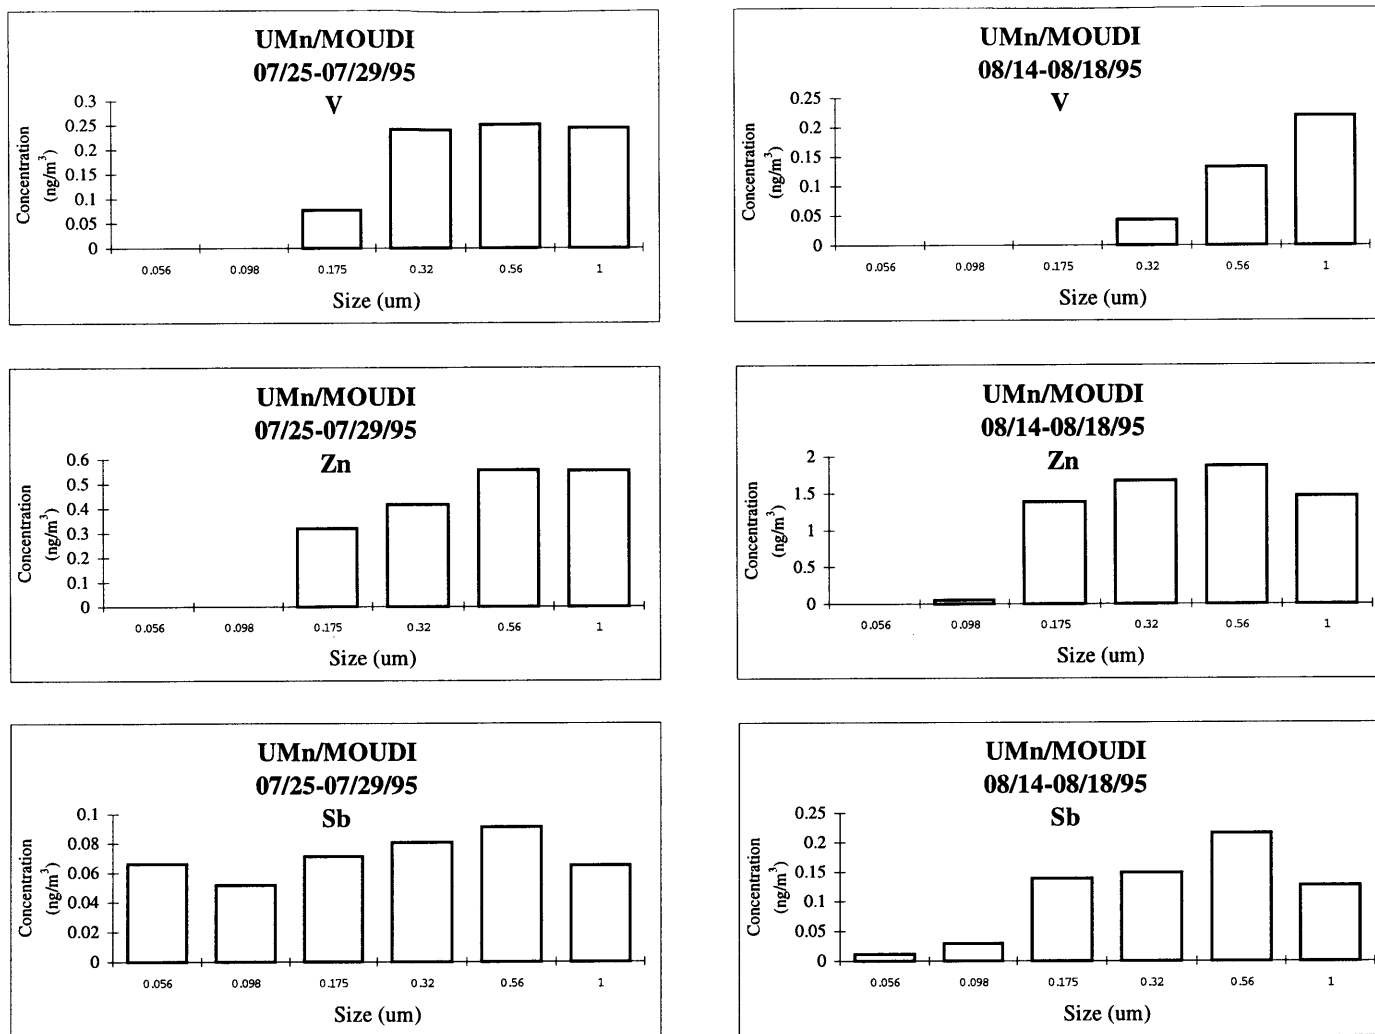 UMn/MOUDI
07/25-07/29/95
V
Concentration
(ng/m³)
0.3
0.25
0.2
0.15
0.1
0.05
0
0.056 0.098 0.175 0.32 0.56 1
Size (um)
UMn/MOUDI
08/14-08/18/95
V
Concentration
(ng/m³)
0.25
0.2
0.15
0.1
0.05
0
0.056 0.098 0.175 0.32 0.56 1
Size (um)
UMn/MOUDI
07/25-07/29/95
Zn
Concentration
(ng/m³)
0.6
0.5
0.4
0.3
0.2
0.1
0
0.056 0.098 0.175 0.32 0.56 1
Size (um)
UMn/MOUDI
08/14-08/18/95
Zn
Concentration
(ng/m³)
2
1.5
1
0.5
0
0.056 0.098 0.175 0.32 0.56 1
Size (um)
UMn/MOUDI
07/25-07/29/95
Sb
Concentration
(ng/m³)
0.1
0.08
0.06
0.04
0.02
0
0.056 0.098 0.175 0.32 0.56 1
Size (um)
UMn/MOUDI
08/14-08/18/95
Sb
Concentration
(ng/m³)
0.25
0.2
0.15
0.1
0.05
0
0.056 0.098 0.175 0.32 0.56 1
Size (um)